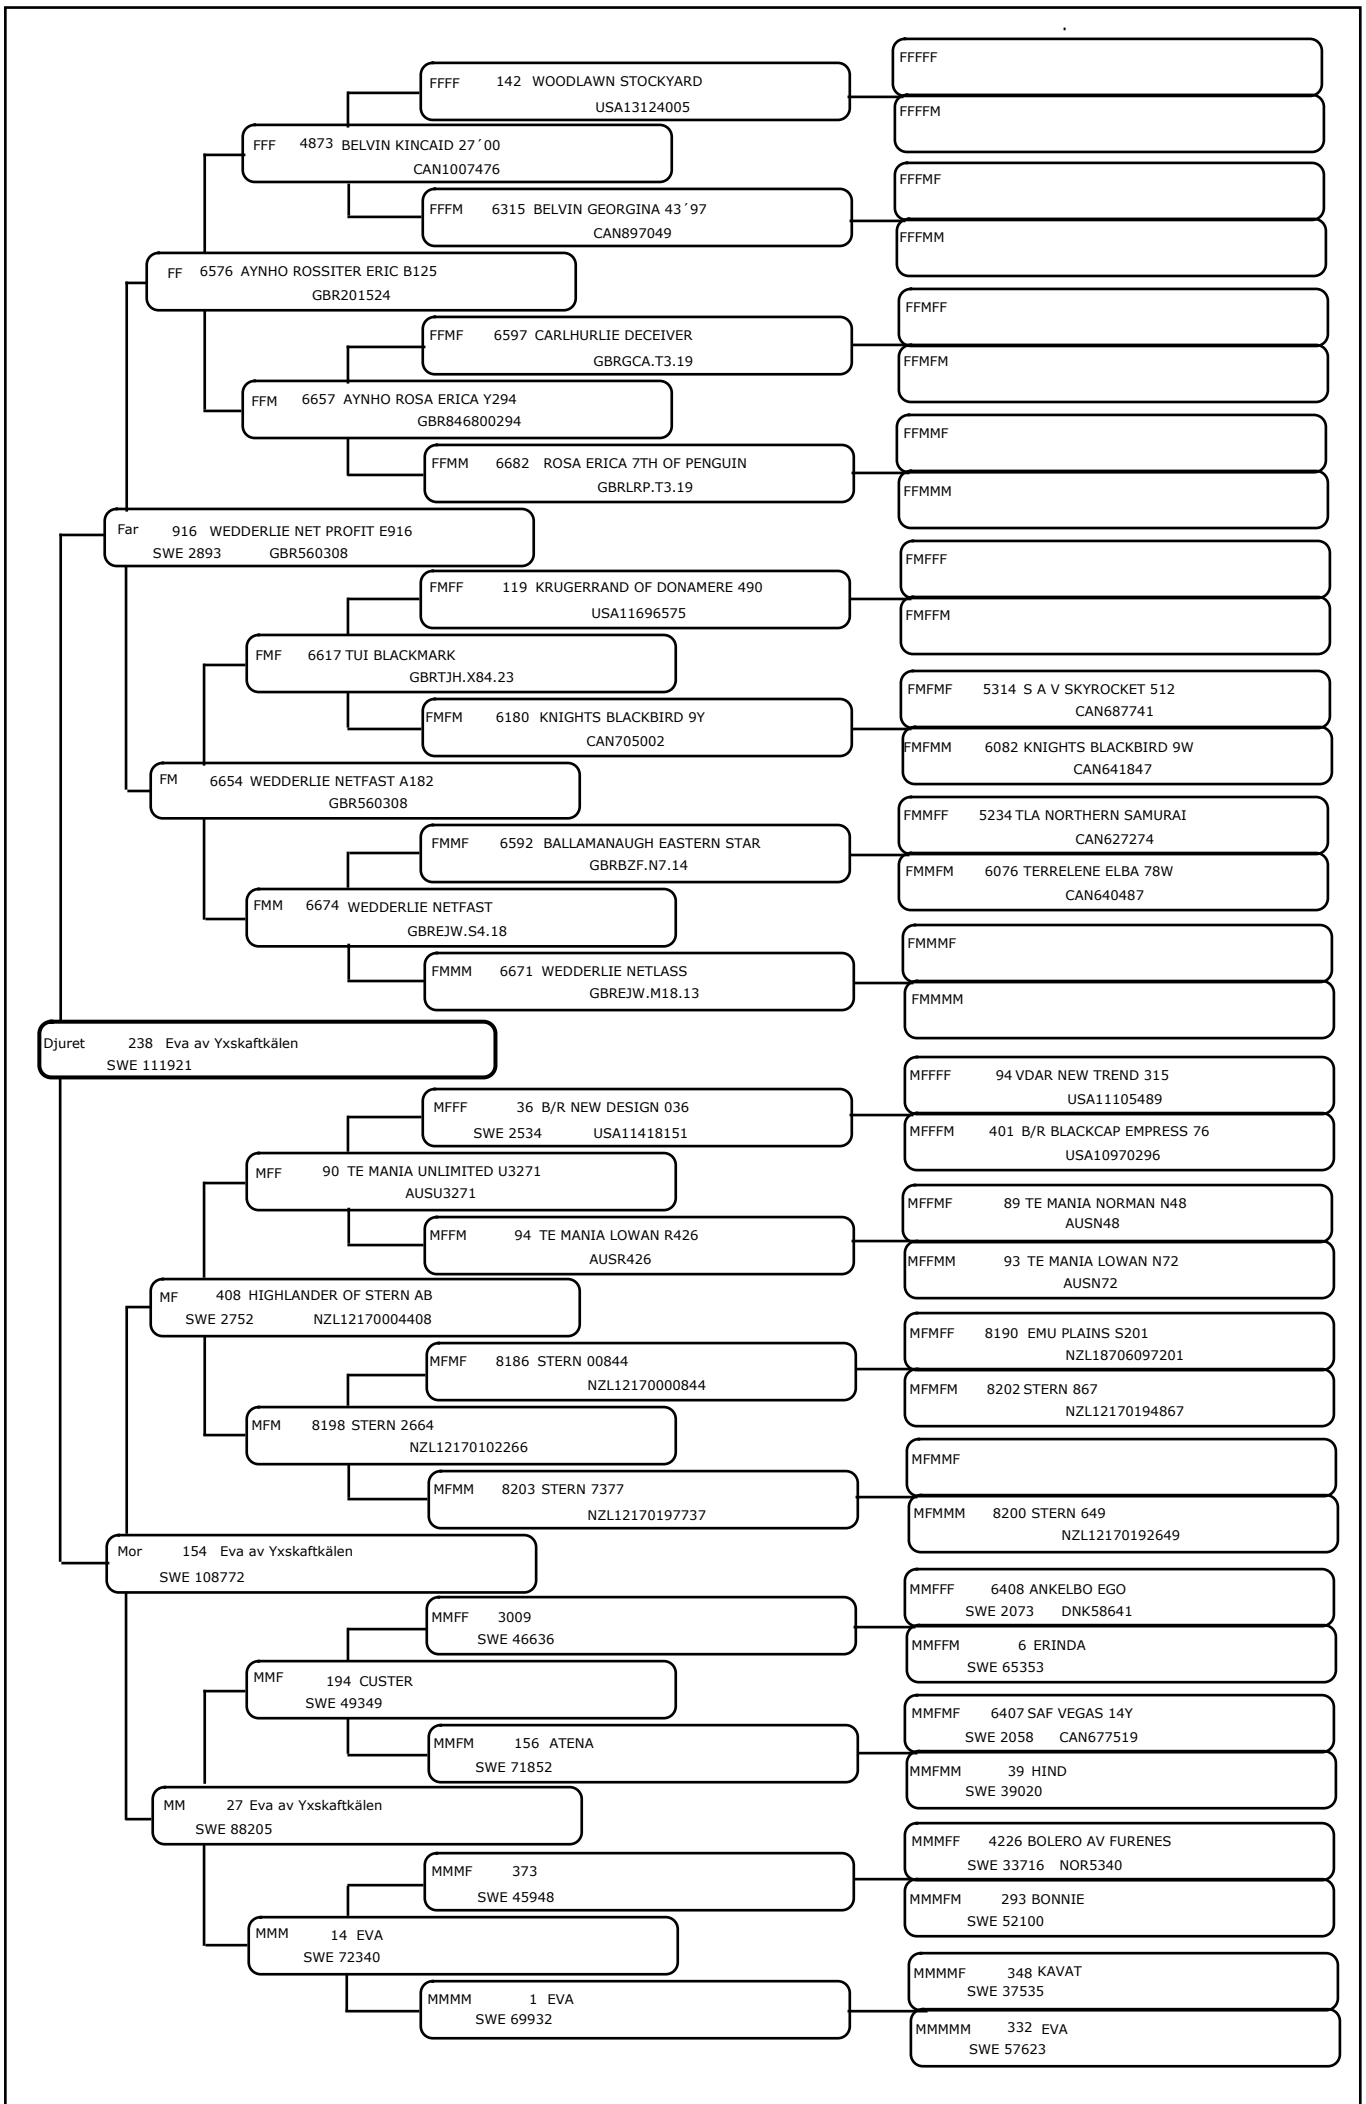 FFFFF
FFFF 142 WOODLAWN STOCKYARD
USA13124005
FFFFM
FFF 4873 BELVIN KINCAID 27´00
CAN1007476
FFFMF
FFFM 6315 BELVIN GEORGINA 43´97
CAN897049
FFFMM
FF 6576 AYNHO ROSSITER ERIC B125
GBR201524
FFMFF
FFMF 6597 CARLHURLIE DECEIVER
GBRGCA.T3.19
FFMFM
FFM 6657 AYNHO ROSA ERICA Y294
GBR846800294
FFMMF
FFMM 6682 ROSA ERICA 7TH OF PENGUIN
GBRLRP.T3.19
FFMMM
Far 916 WEDDERLIE NET PROFIT E916
SWE 2893 GBR560308
FMFFF
FMFF 119 KRUGERRAND OF DONAMERE 490
USA11696575
FMFFM
FMF 6617 TUI BLACKMARK
GBRTJH.X84.23
FMFMF 5314 S A V SKYROCKET 512
CAN687741
FMFM 6180 KNIGHTS BLACKBIRD 9Y
CAN705002
FMFMM 6082 KNIGHTS BLACKBIRD 9W
CAN641847
FM 6654 WEDDERLIE NETFAST A182
GBR560308
FMMFF 5234 TLA NORTHERN SAMURAI
CAN627274
FMMF 6592 BALLAMANAUGH EASTERN STAR
GBRBZF.N7.14
FMMFM 6076 TERRELENE ELBA 78W
CAN640487
FMM 6674 WEDDERLIE NETFAST
GBREJW.S4.18
FMMMF
FMMM 6671 WEDDERLIE NETLASS
GBREJW.M18.13
FMMMM
Djuret 238 Eva av Yxskaftkälen
SWE 111921
MFFFF 94 VDAR NEW TREND 315
USA11105489
MFFF 36 B/R NEW DESIGN 036
SWE 2534 USA11418151
MFFFM 401 B/R BLACKCAP EMPRESS 76
USA10970296
MFF 90 TE MANIA UNLIMITED U3271
AUSU3271
MFFMF 89 TE MANIA NORMAN N48
AUSN48
MFFM 94 TE MANIA LOWAN R426
AUSR426
MFFMM 93 TE MANIA LOWAN N72
AUSN72
MF 408 HIGHLANDER OF STERN AB
SWE 2752 NZL12170004408
MFMFF 8190 EMU PLAINS S201
NZL18706097201
MFMF 8186 STERN 00844
NZL12170000844
MFMFM 8202 STERN 867
NZL12170194867
MFM 8198 STERN 2664
NZL12170102266
MFMMF
MFMM 8203 STERN 7377
NZL12170197737
MFMMM 8200 STERN 649
NZL12170192649
Mor 154 Eva av Yxskaftkälen
SWE 108772
MMFFF 6408 ANKELBO EGO
SWE 2073 DNK58641
MMFF 3009
SWE 46636
MMFFM 6 ERINDA
SWE 65353
MMF 194 CUSTER
SWE 49349
MMFMF 6407 SAF VEGAS 14Y
SWE 2058 CAN677519
MMFM 156 ATENA
SWE 71852
MMFMM 39 HIND
SWE 39020
MM 27 Eva av Yxskaftkälen
SWE 88205
MMMFF 4226 BOLERO AV FURENES
SWE 33716 NOR5340
MMMF 373
SWE 45948
MMMFM 293 BONNIE
SWE 52100
MMM 14 EVA
SWE 72340
MMMMF 348 KAVAT
SWE 37535
MMMM 1 EVA
SWE 69932
MMMMM 332 EVA
SWE 57623